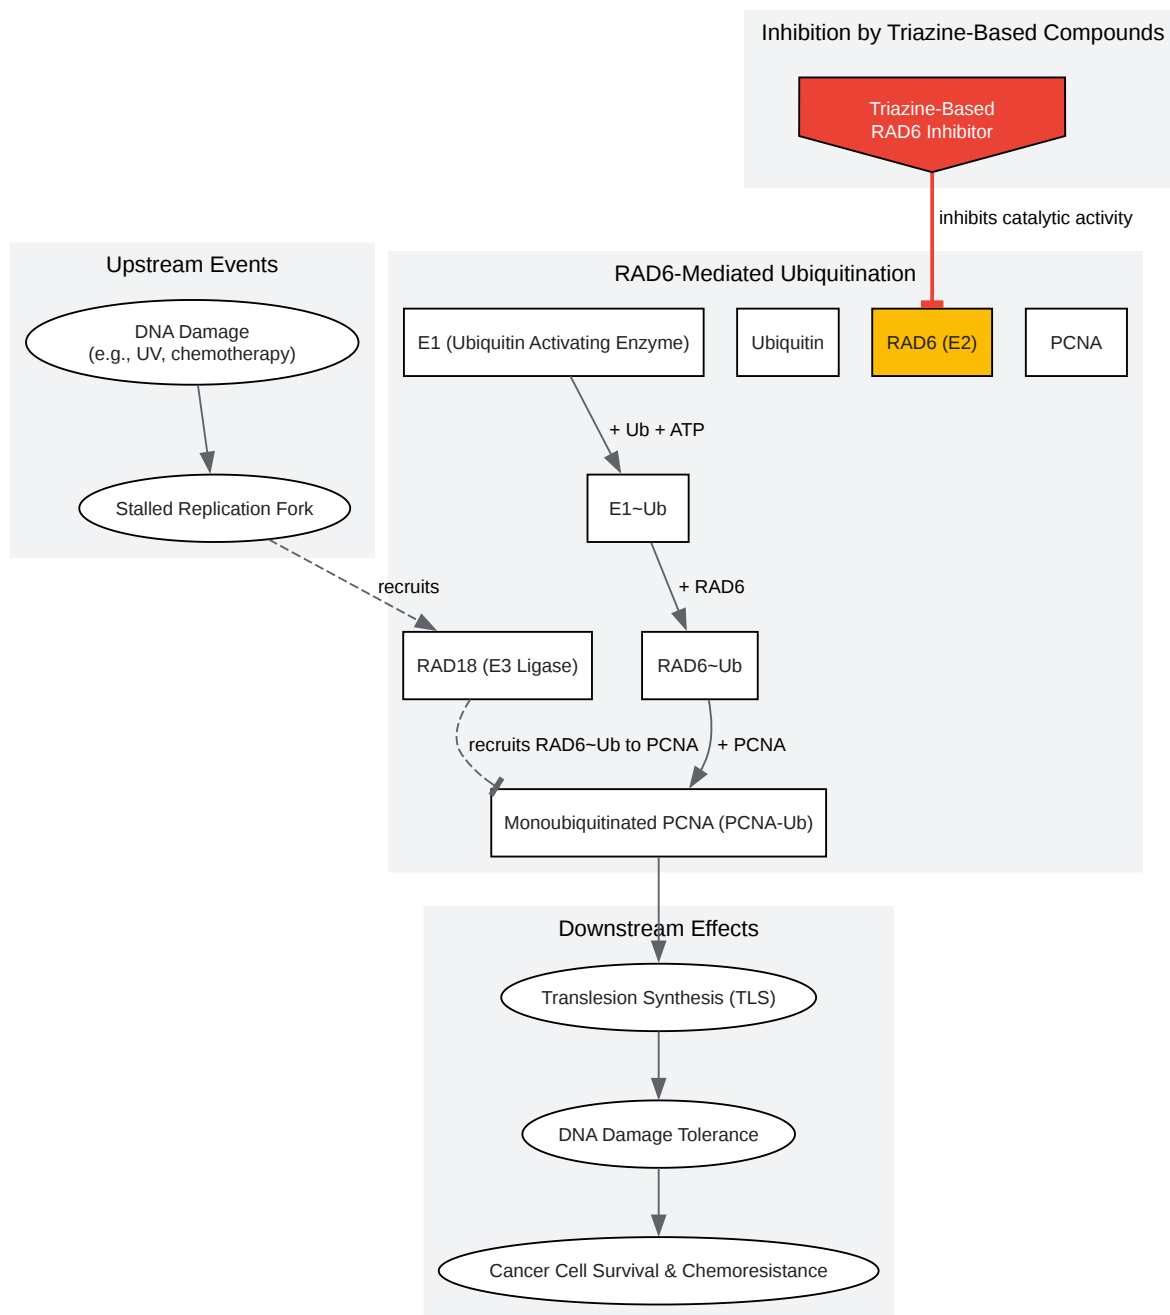 Inhibition by Triazine-Based Compounds
Triazine-Based
RAD6 Inhibitor
inhibits catalytic activity
Upstream Events
DNA Damage
(e.g., UV, chemotherapy)
Stalled Replication Fork
recruits
RAD6-Mediated Ubiquitination
E1 (Ubiquitin Activating Enzyme)
Ubiquitin
RAD6 (E2)
PCNA
+ Ub + ATP
E1~Ub
+ RAD6
RAD18 (E3 Ligase)
RAD6~Ub
recruits RAD6~Ub to PCNA
+ PCNA
Monoubiquitinated PCNA (PCNA-Ub)
Downstream Effects
Translesion Synthesis (TLS)
DNA Damage Tolerance
Cancer Cell Survival & Chemoresistance